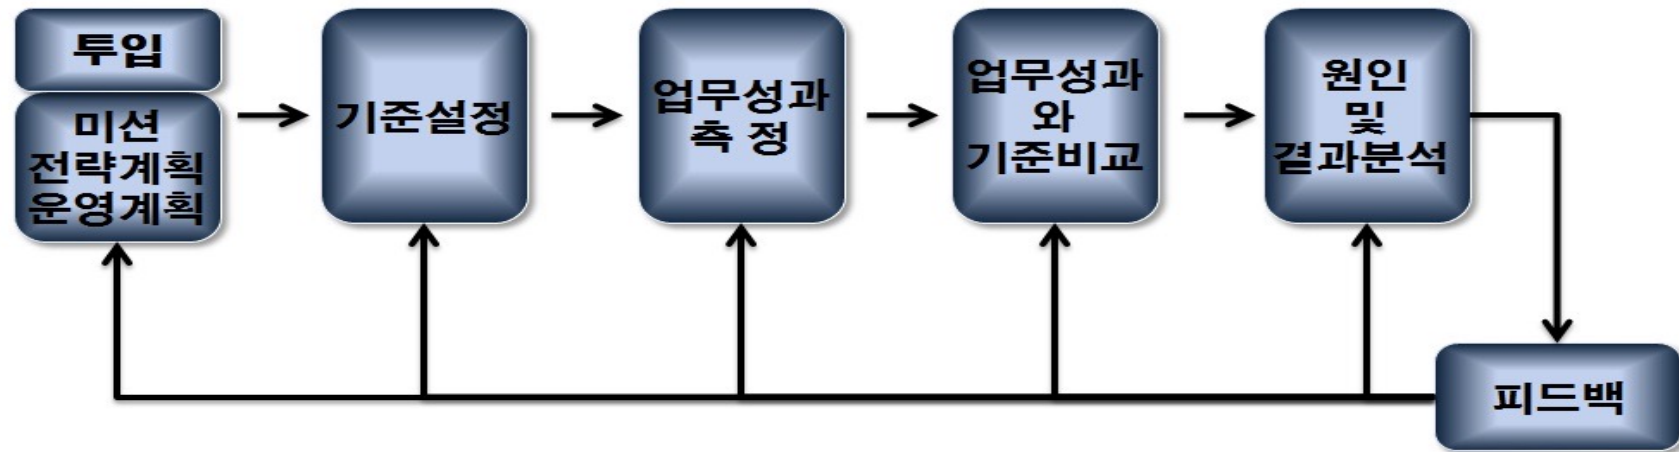 투입
미션
전략계획
운영계획
기준설정
업무성과
측 정
업무성과
와
기준비교
원인
및
결과분석
피드백